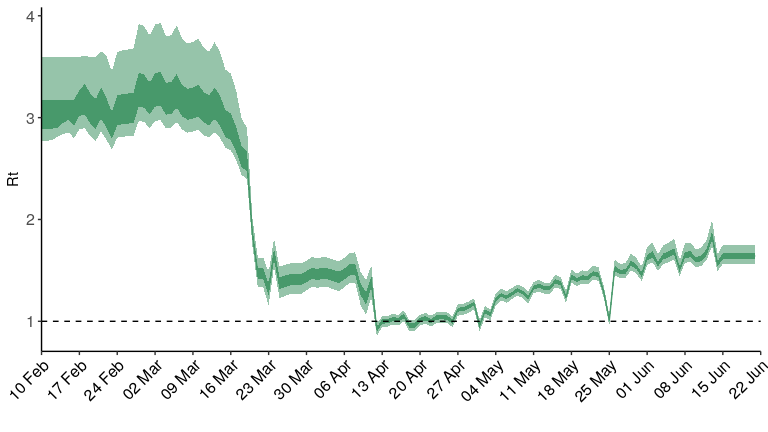 4
3
2
1
Rt
10 Feb
17 Feb
24 Feb
02 Mar
09 Mar
16 Mar
23 Mar
30 Mar
06 Apr
13 Apr
20 Apr
27 Apr
04 May
11 May
18 May
25 May
01 Jun
08 Jun
15 Jun
22 Jun